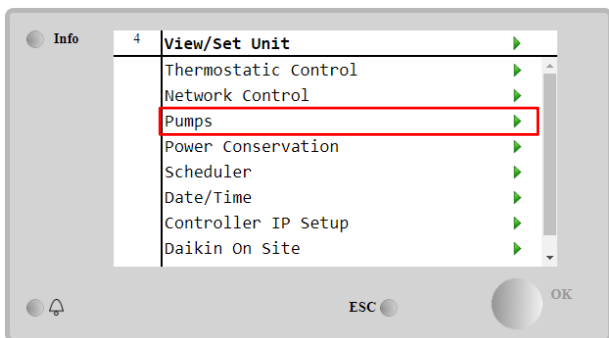 Info
4 View/Set Unit
Thermostatic Control
Network Control
Pumps
Power Conservation
Scheduler
Date/Time
Controller IP Setup
Daikin On Site
ESC
OK